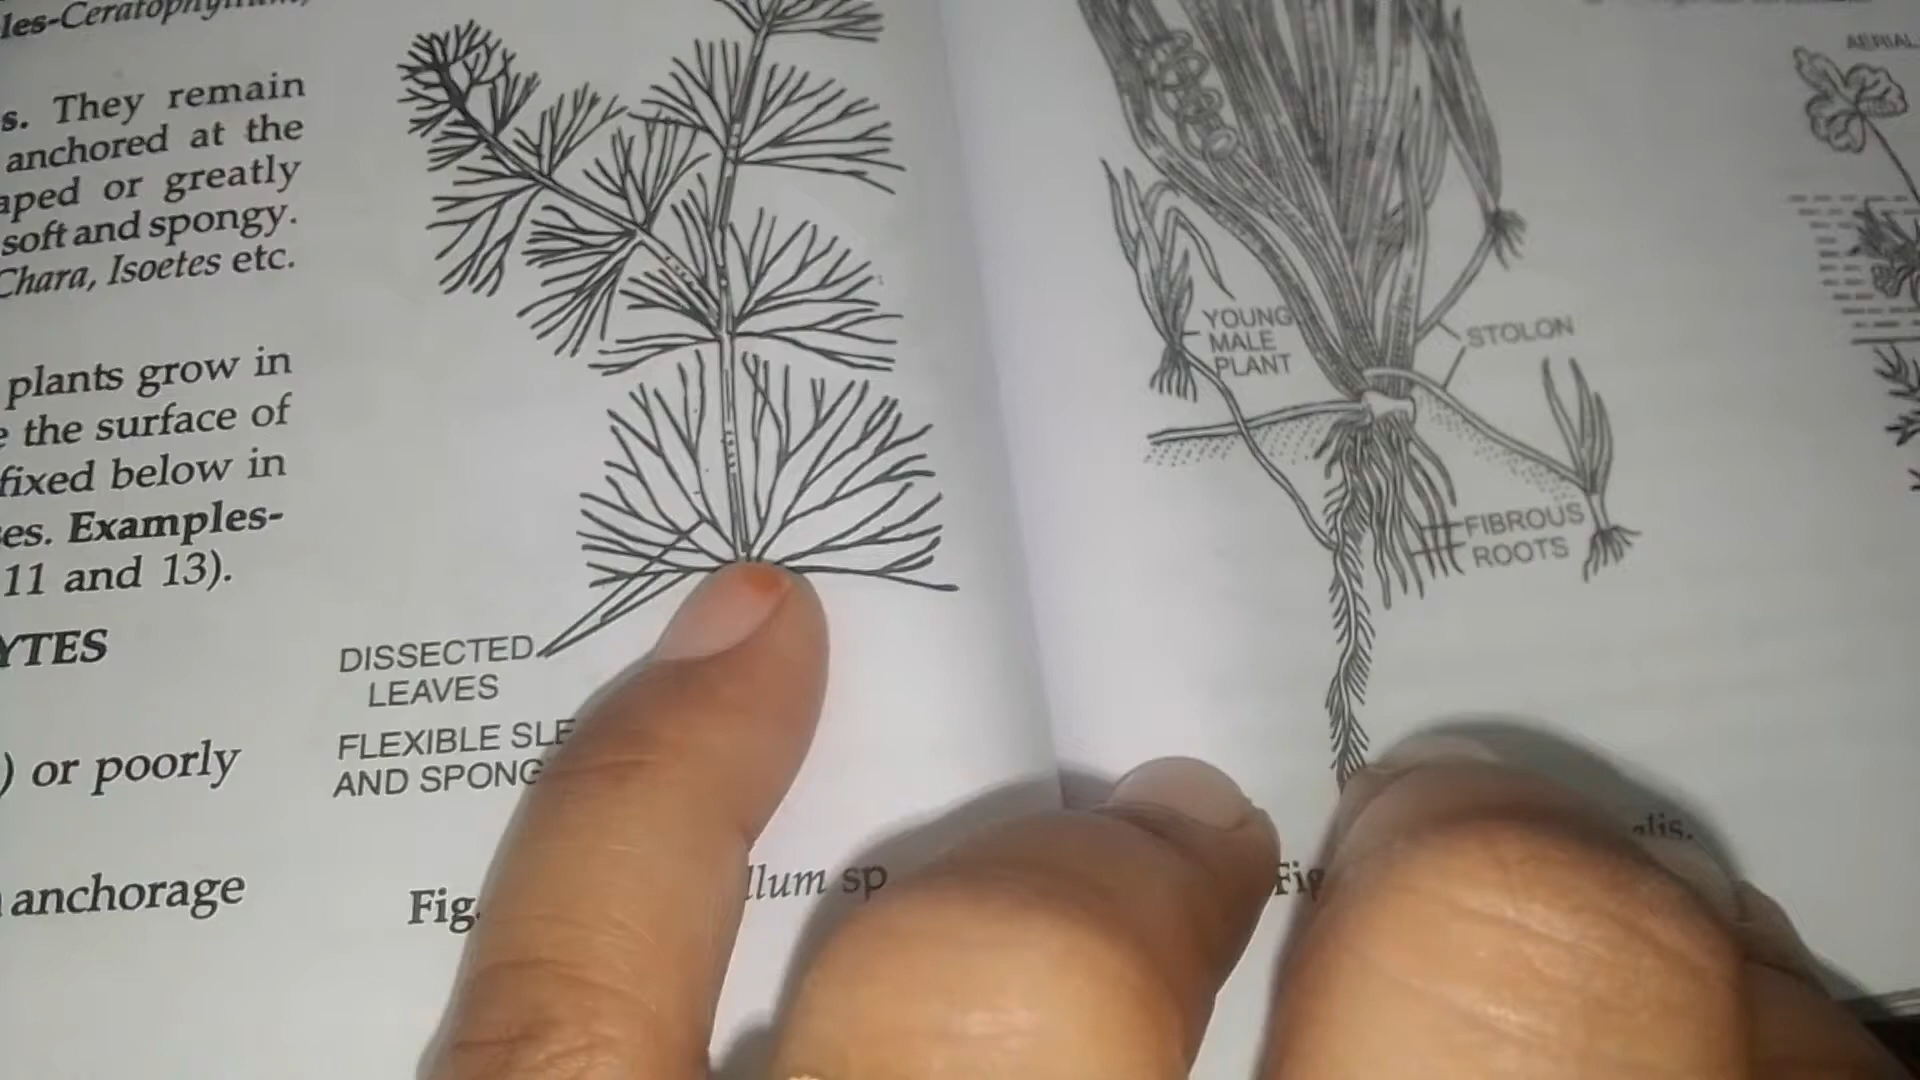 les-Ceratophyllum,
s. They remain
anchored at the
aped or greatly
soft and spongy.
Chara, Isoetes etc.
plants grow in
e the surface of
fixed below in
es. Examples-
11 and 13).
YTES
) or poorly
anchorage
DISSECTED
LEAVES
FLEXIBLE SLE
AND SPONG
Fig.
llum sp
YOUNG
MALE
PLANT
STOLON
FIBROUS
ROOTS
Fig
alis.
AERIAL